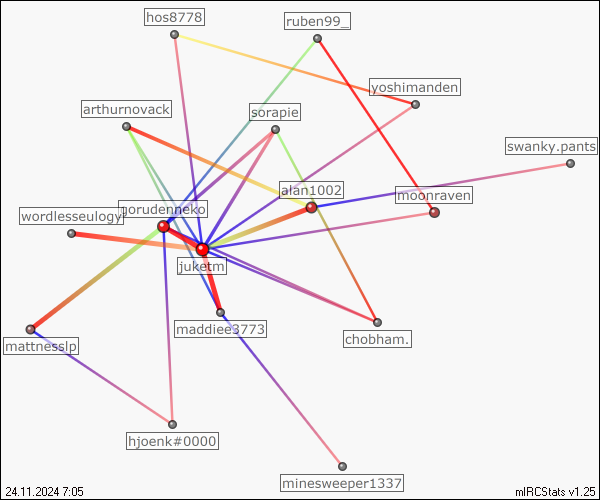 hos8778
ruben99_
yoshimanden
arthurnovack
sorapie
swanky.pants
alan1002
moonraven
gorudenneko
wordlesseulogy
juketm
maddiee3773
chobham.
mattnesslp
hjoenk#0000
minesweeper1337
24.11.2024 7:05
mIRCStats v1.25